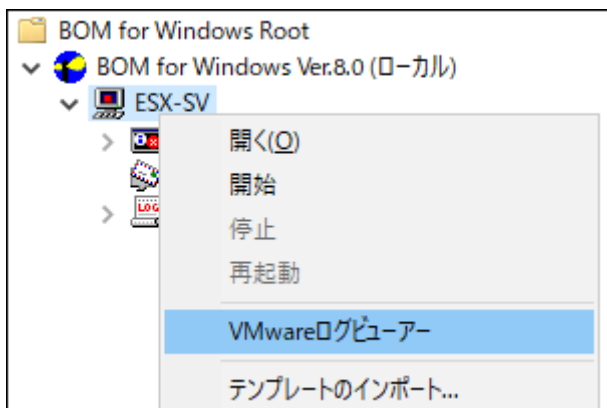 BOM for Windows Root
BOM for Windows Ver.8.0 (ローカル)
ESX-SV
開く(O)
開始
停止
再起動
VMwareログビューアー
テンプレートのインポート...
LOG